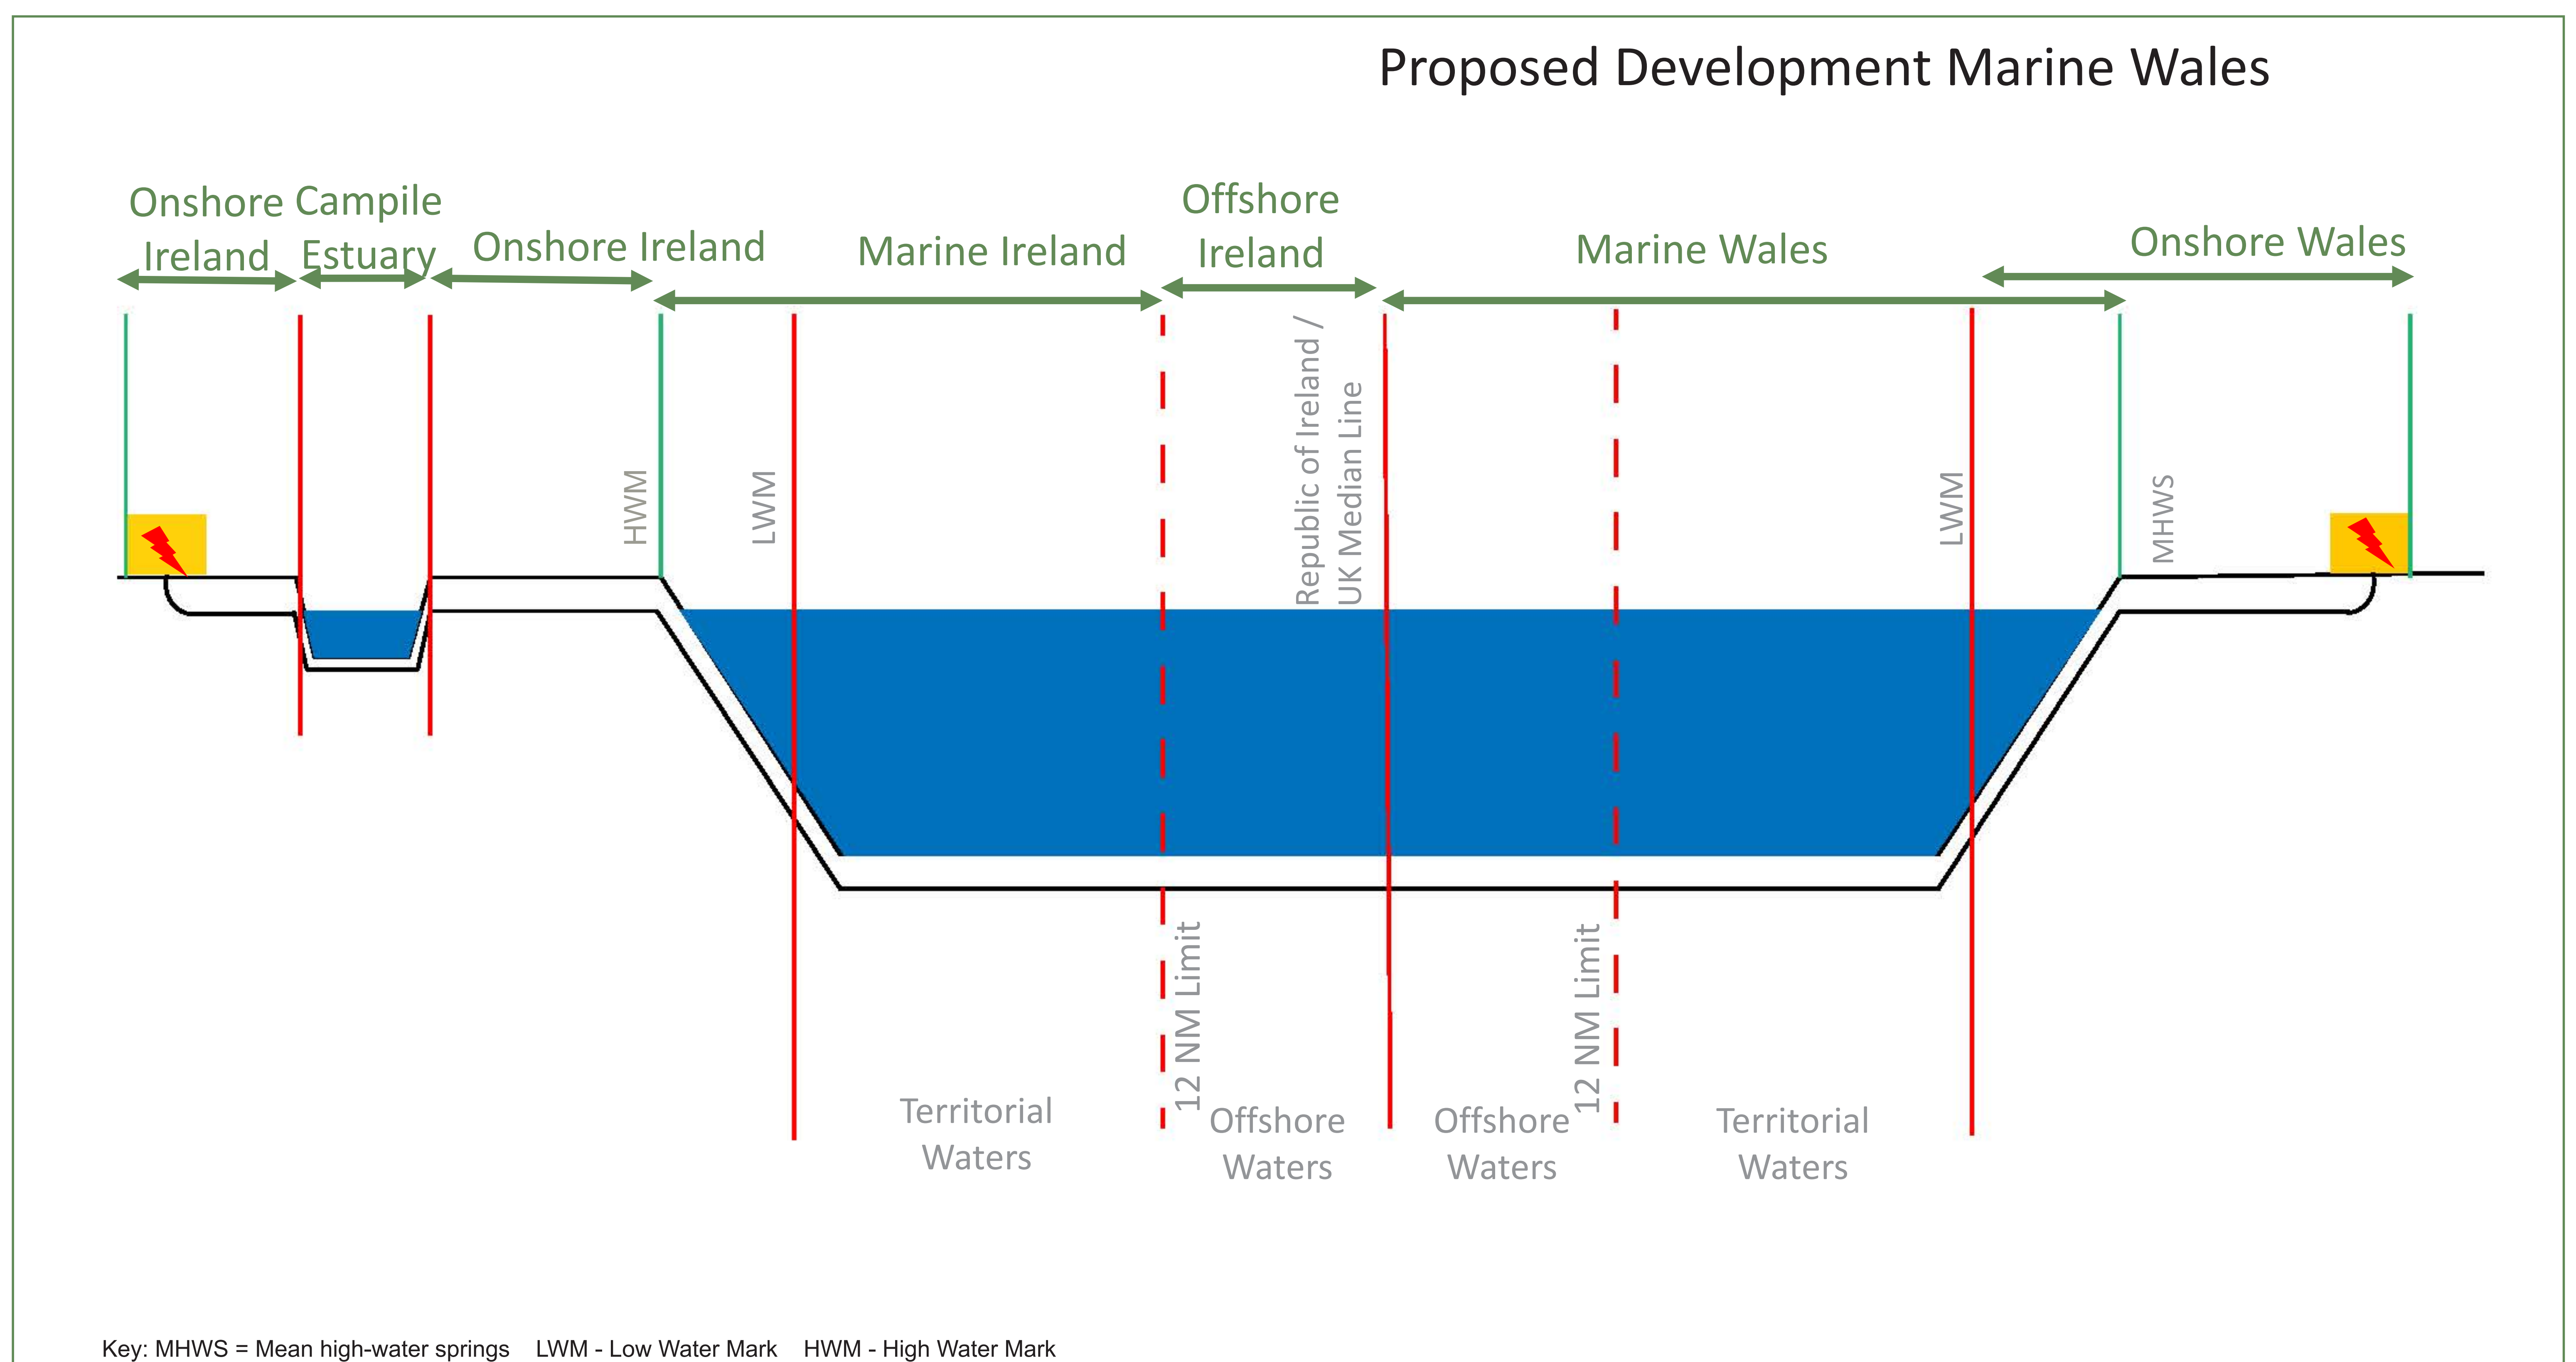 Proposed Development Marine Wales
Onshore
Ireland
Campile
Estuary
Onshore Ireland
Marine Ireland
Offshore
Ireland
Marine Wales
Onshore Wales
HWM
LWM
Republic of Ireland /
UK Median Line
LWM
MHWS
12 NM Limit
12 NM Limit
Territorial
Waters
Offshore
Waters
Offshore
Waters
Territorial
Waters
Key: MHWS = Mean high-water springs LWM - Low Water Mark HWM - High Water Mark